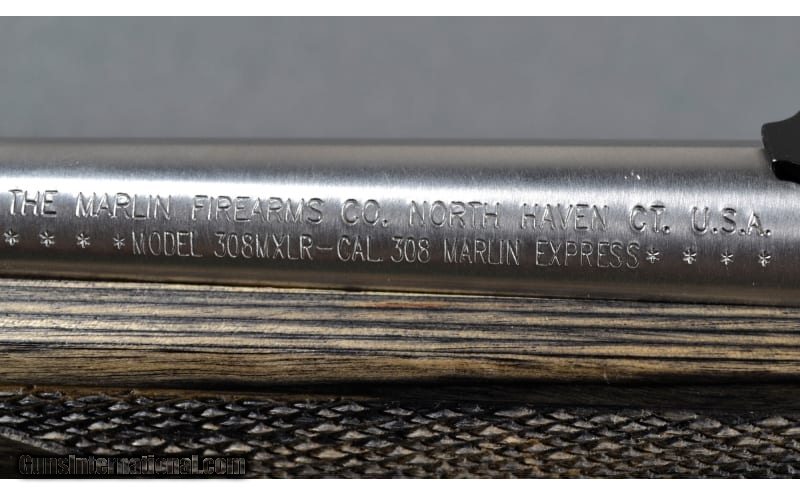 THE MARLIN FIREARMS CO. NORTH HAVEN CT. U.S.A.
* * * *MODEL 308MXLR-CAL. 308 MARLIN EXPRESS* * * *
GunsInternational.com